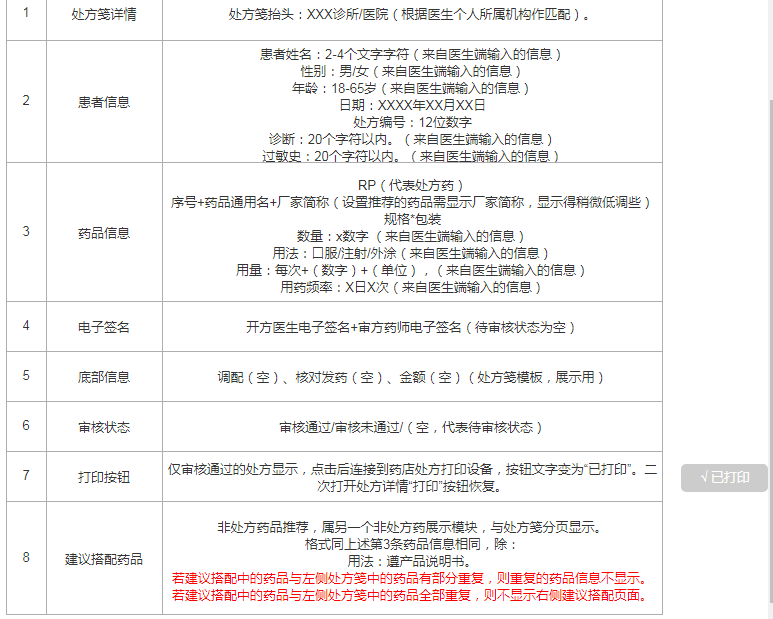 1
处方笺详情
处方笺抬头：XXX诊所/医院（根据医生个人所属机构作匹配）。
2
患者信息
患者姓名：2-4个文字字符（来自医生端输入的信息）
性别：男/女（来自医生端输入的信息）
年龄：18-65岁（来自医生端输入的信息）
日期：XXXX年XX月XX日
处方编号：12位数字
诊断：20个字符以内。（来自医生端输入的信息）
过敏史：20个字符以内。（来自医生端输入的信息）
3
药品信息
RP（代表处方药）
序号+药品通用名+厂家简称（设置推荐的药品需显示厂家简称，显示得稍微低调些）
规格*包装
数量：x数字 （来自医生端输入的信息）
用法：口服/注射/外涂（来自医生端输入的信息）
用量：每次+（数字）+（单位），（来自医生端输入的信息）
用药频率：X日X次（来自医生端输入的信息）
4
电子签名
开方医生电子签名+审方药师电子签名（待审核状态为空）
5
底部信息
调配（空）、核对发药（空）、金额（空）（处方笺模板，展示用）
6
审核状态
审核通过/审核未通过/（空，代表待审核状态）
7
打印按钮
仅审核通过的处方显示，点击后连接到药店处方打印设备，按钮文字变为“已打印”。二
次打开处方详情“打印”按钮恢复。
√已打印
8
建议搭配药品
非处方药品推荐，属另一个非处方药展示模块，与处方笺分页显示。
格式同上述第3条药品信息相同，除：
用法：遵产品说明书。
若建议搭配中的药品与左侧处方笺中的药品有部分重复，则重复的药品信息不显示。
若建议搭配中的药品与左侧处方笺中的药品全部重复，则不显示右侧建议搭配页面。